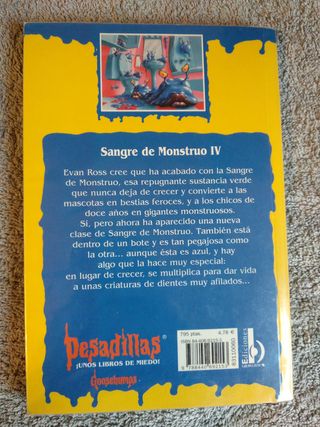 Sangre de Monstruo IV
Evan Ross cree que ha acabado con la Sangre
de Monstruo, esa repugnante sustancia verde
que nunca deja de crecer y convierte a las
mascotas en bestias feroces, y a los chicos de
doce años en gigantes monstruosos.
Sí, pero ahora ha aparecido una nueva
clase de Sangre de Monstruo. También está
dentro de un bote y es tan pegajosa como
la otra... aunque ésta es azul, y hay
algo que la hace muy especial:
en lugar de crecer, se multiplica para dar vida
a unas criaturas de dientes muy afilados...
Pesadillas
¡UNOS LIBROS DE MIEDO!
Goosebumps
795 ptas. 4.78 €
Ediciones